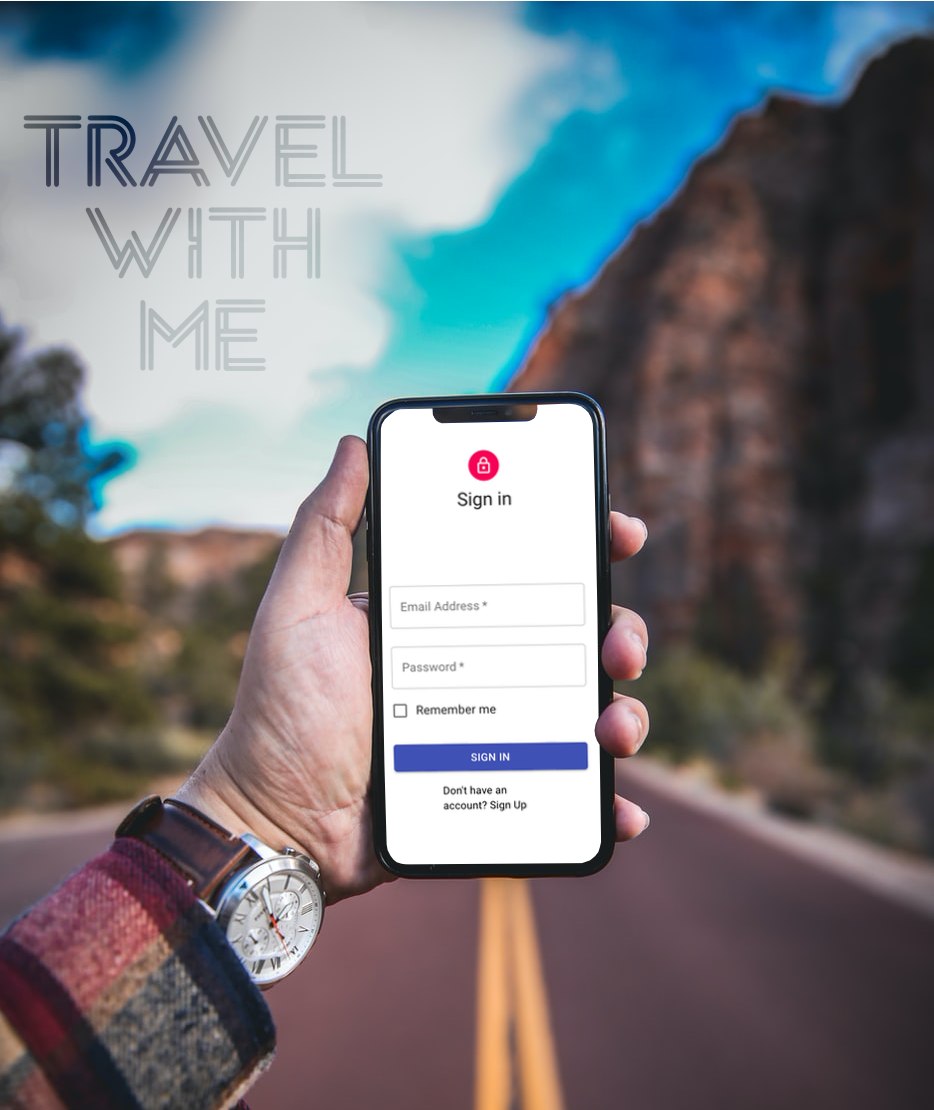 TRAVEL
WITH
ME
Sign in
Email Address *
Password *
Remember me
SIGN IN
Don't have an
account? Sign Up